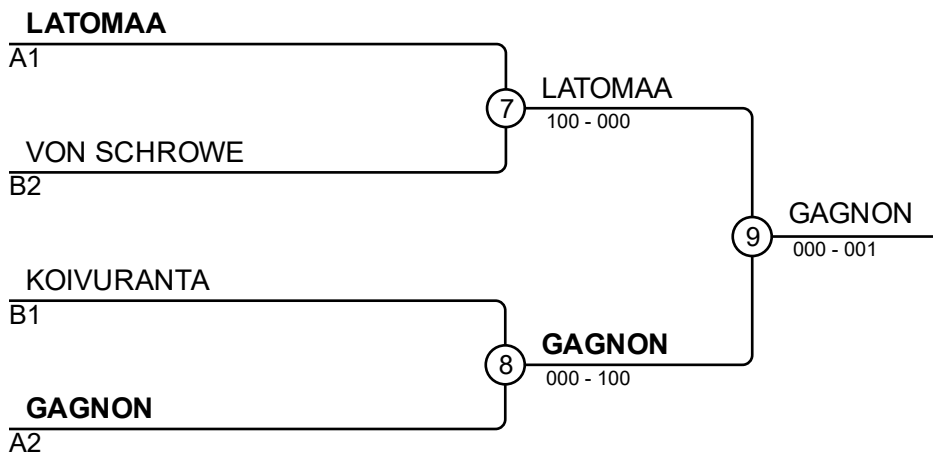 LATOMAA
A1
7
LATOMAA
100 - 000
VON SCHROWE
B2
9
GAGNON
000 - 001
KOIVURANTA
B1
8
GAGNON
000 - 100
GAGNON
A2